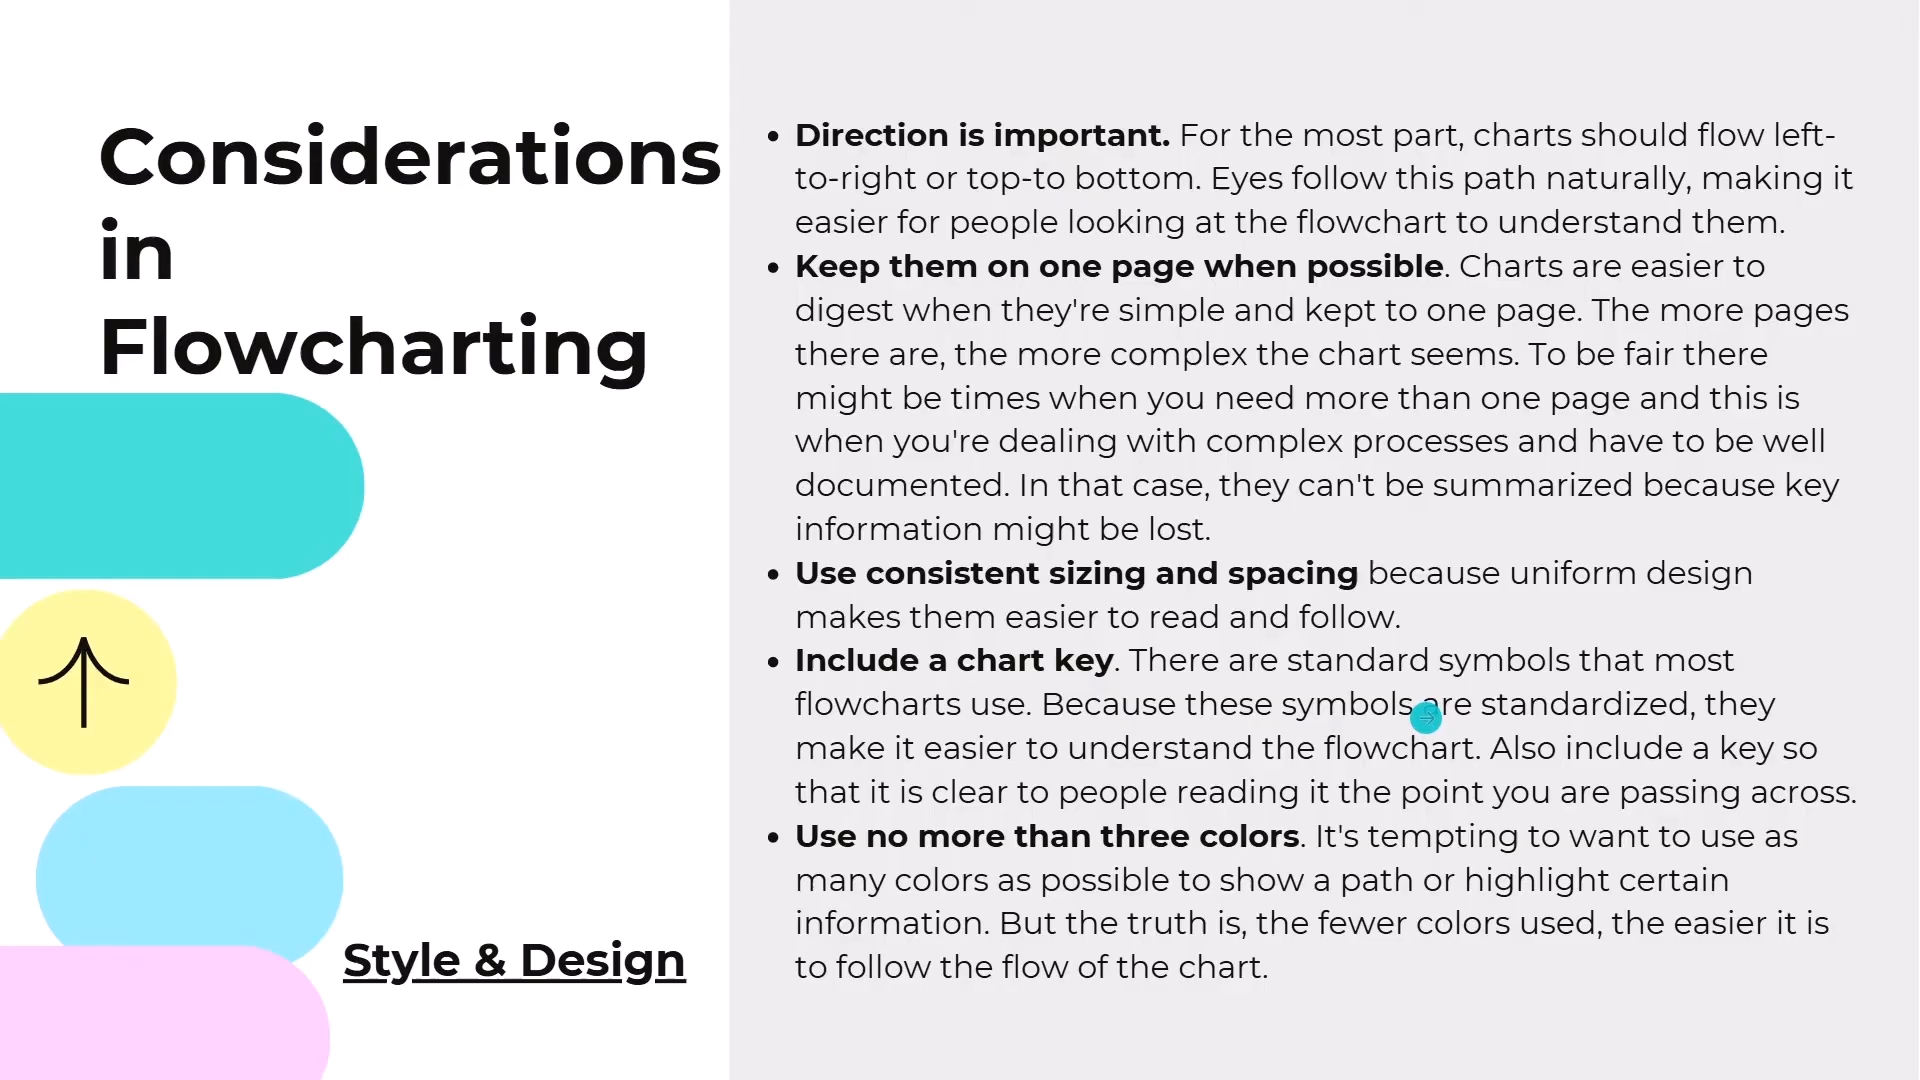 Considerations
in
Flowcharting
Style & Design
• Direction is important. For the most part, charts should flow left-
to-right or top-to bottom. Eyes follow this path naturally, making it
easier for people looking at the flowchart to understand them.
• Keep them on one page when possible. Charts are easier to
digest when they're simple and kept to one page. The more pages
there are, the more complex the chart seems. To be fair there
might be times when you need more than one page and this is
when you're dealing with complex processes and have to be well
documented. In that case, they can't be summarized because key
information might be lost.
• Use consistent sizing and spacing because uniform design
makes them easier to read and follow.
• Include a chart key. There are standard symbols that most
flowcharts use. Because these symbols are standardized, they
make it easier to understand the flowchart. Also include a key so
that it is clear to people reading it the point you are passing across.
• Use no more than three colors. It's tempting to want to use as
many colors as possible to show a path or highlight certain
information. But the truth is, the fewer colors used, the easier it is
to follow the flow of the chart.